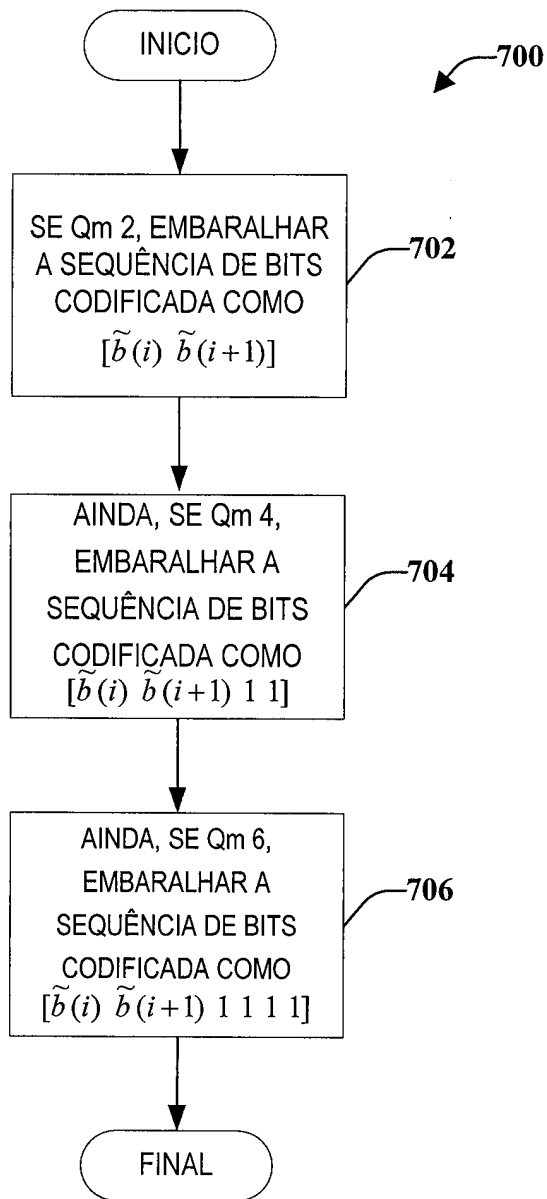 INICIO
700
SE Qm 2, EMBARALHAR
A SEQUÊNCIA DE BITS
CODIFICADA COMO
[b̃(i) b̃(i+1)]
702
AINDA, SE Qm 4,
EMBARALHAR A
SEQUÊNCIA DE BITS
CODIFICADA COMO
[b̃(i) b̃(i+1) 1 1]
704
AINDA, SE Qm 6,
EMBARALHAR A
SEQUÊNCIA DE BITS
CODIFICADA COMO
[b̃(i) b̃(i+1) 1 1 1 1]
706
FINAL